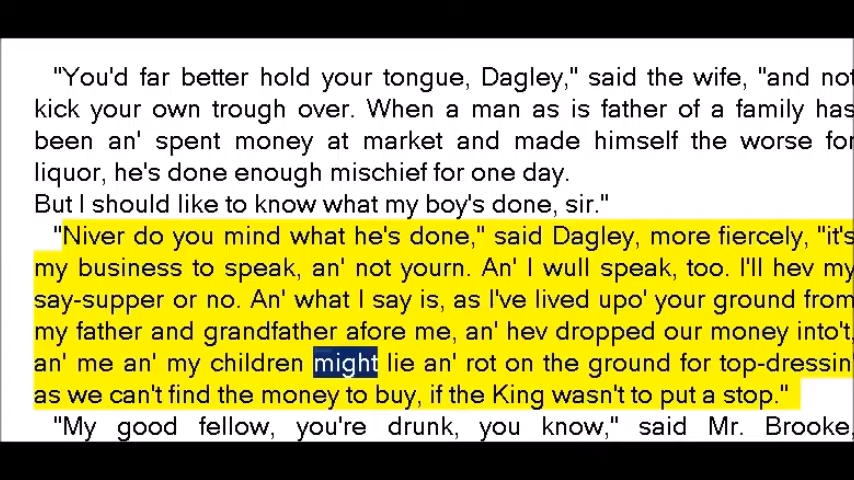 "You'd far better hold your tongue, Dagley," said the wife, "and not
kick your own trough over. When a man as is father of a family has
been an' spent money at market and made himself the worse for
liquor, he's done enough mischief for one day.
But I should like to know what my boy's done, sir."
"Niver do you mind what he's done," said Dagley, more fiercely, "it's
my business to speak, an' not yourn. An' I wull speak, too. I'll hev my
say-supper or no. An' what I say is, as I've lived upo' your ground from
my father and grandfather afore me, an' hev dropped our money into't,
an' me an' my children might lie an' rot on the ground for top-dressin'
as we can't find the money to buy, if the King wasn't to put a stop."
"My good fellow, you're drunk, you know," said Mr. Brooke,